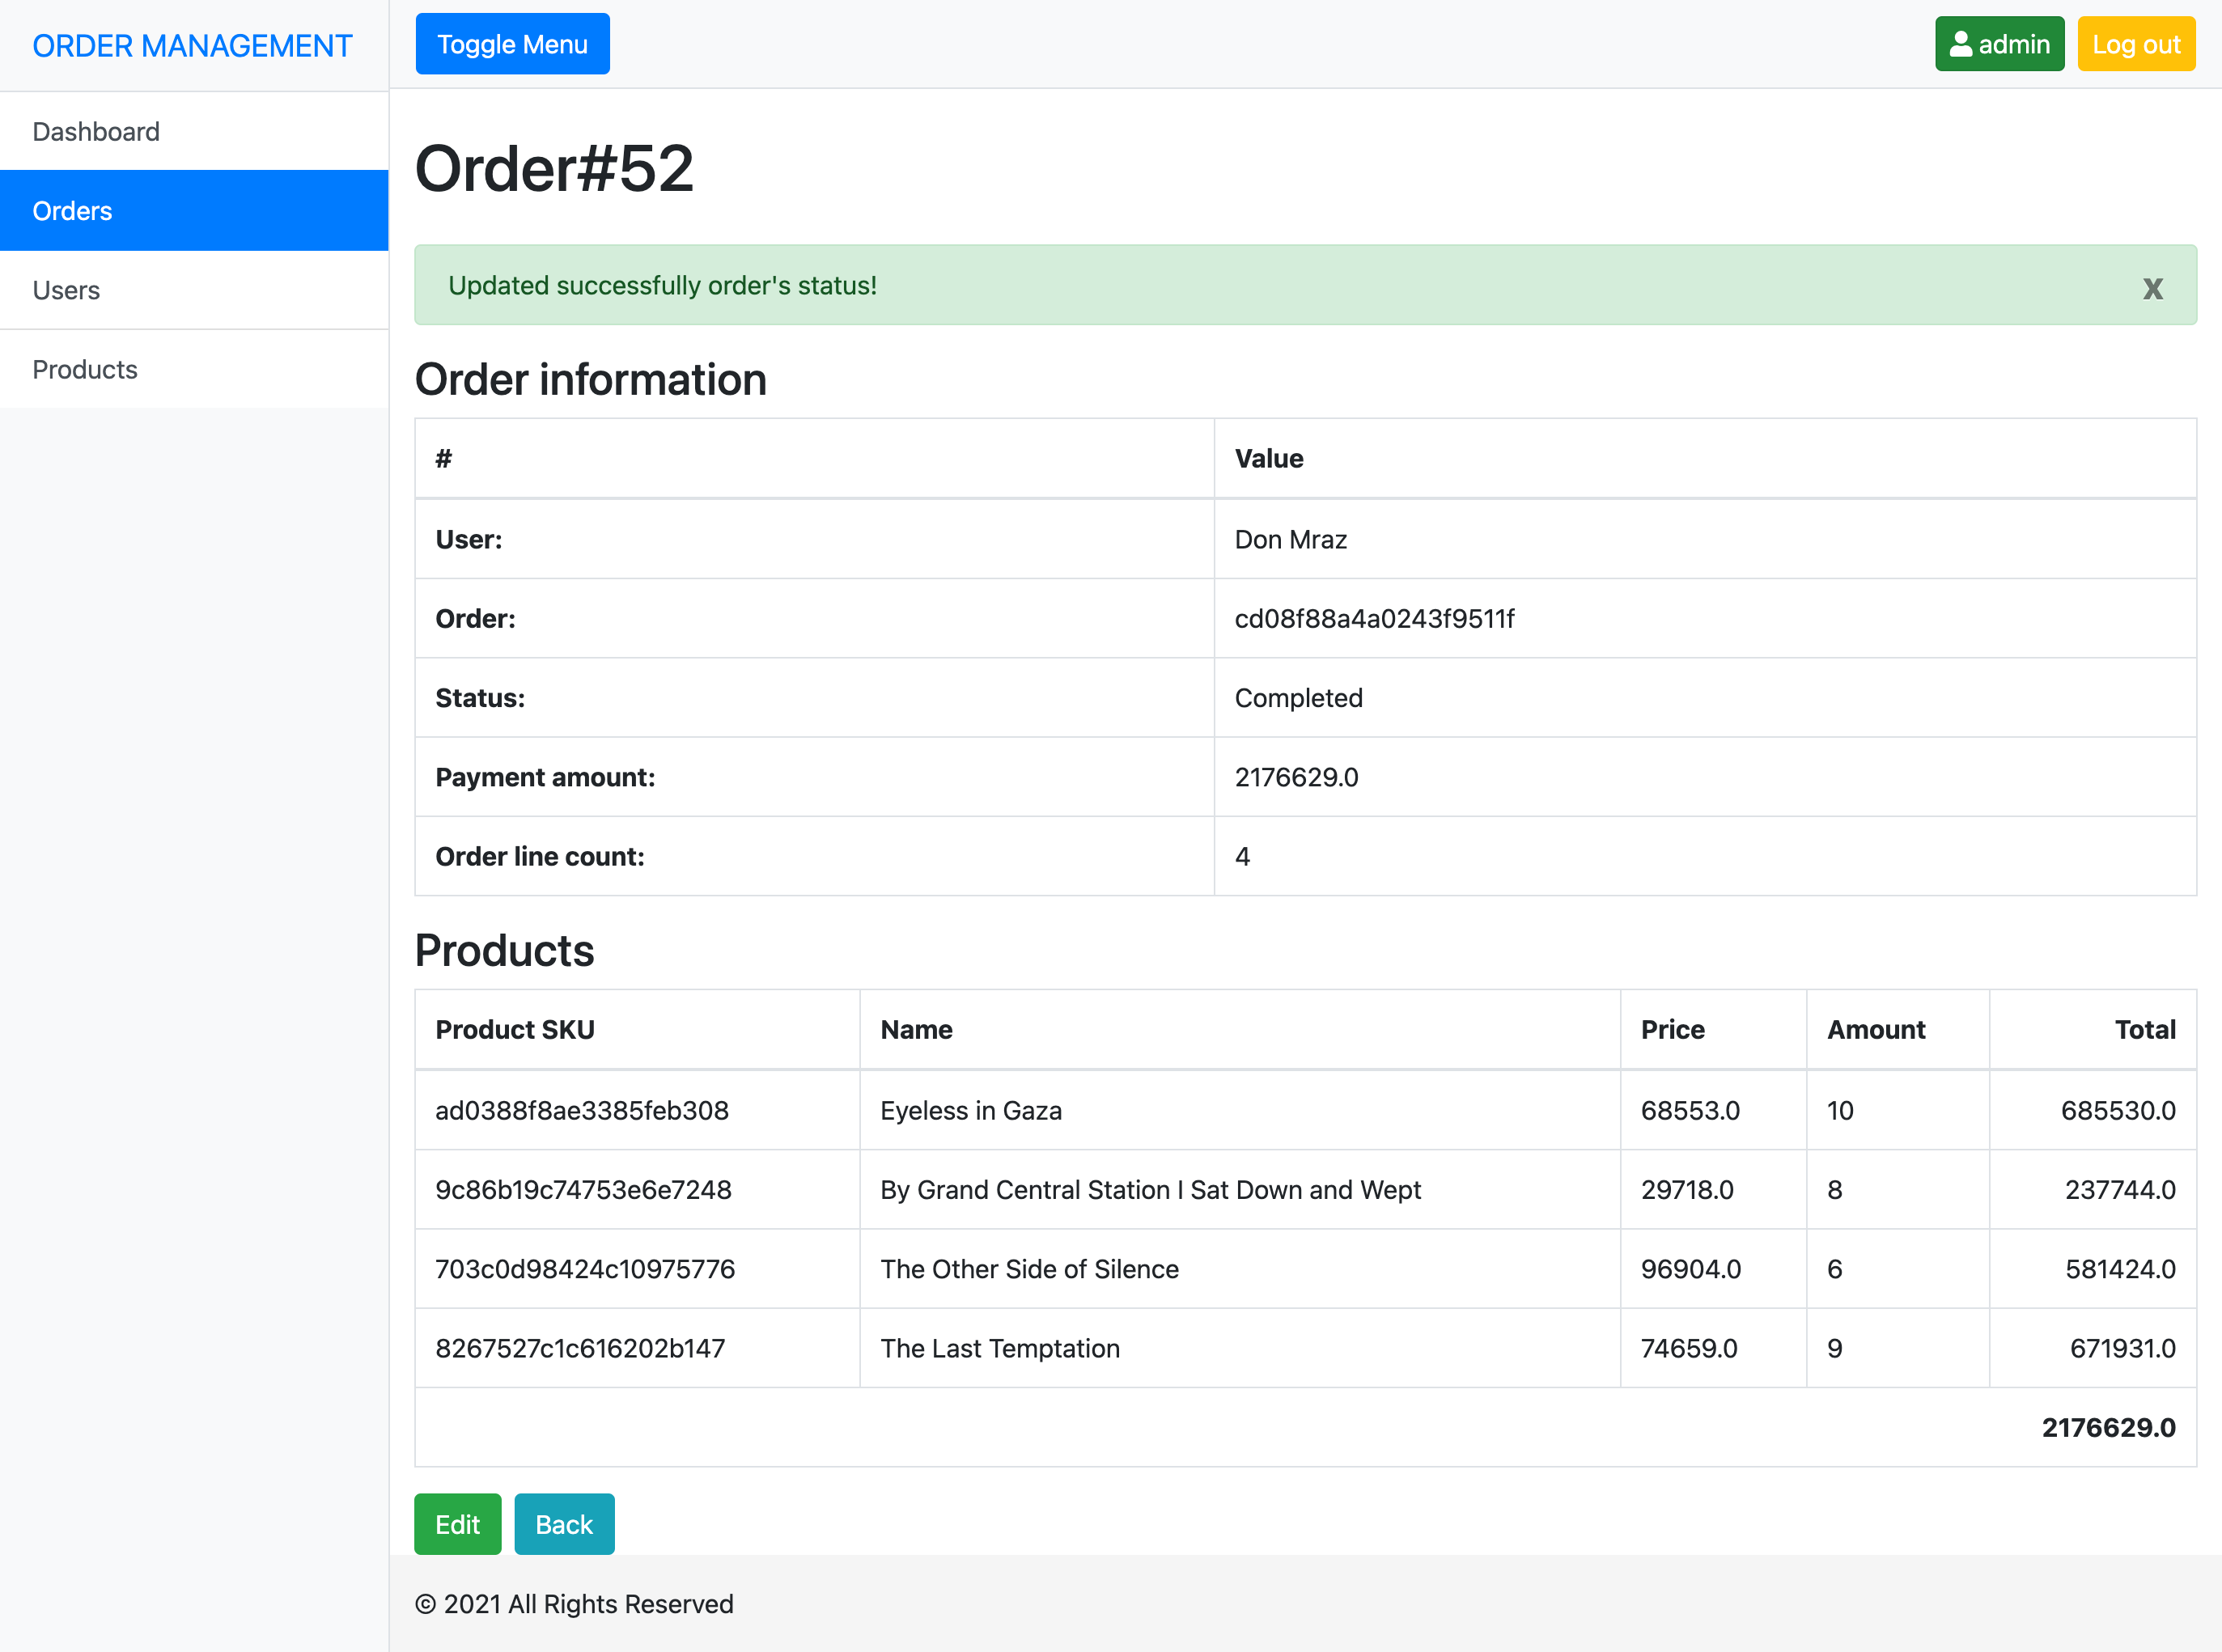 ORDER MANAGEMENT
Toggle Menu
admin
Log out
Dashboard
Orders
Users
Products
Order#52
Updated successfully order's status!
x
Order information
# Value
User: Don Mraz
Order: cd08f88a4a0243f9511f
Status: Completed
Payment amount: 2176629.0
Order line count: 4
Products
Product SKU Name Price Amount Total
ad0388f8ae3385feb308 Eyeless in Gaza 68553.0 10 685530.0
9c86b19c74753e6e7248 By Grand Central Station I Sat Down and Wept 29718.0 8 237744.0
703c0d98424c10975776 The Other Side of Silence 96904.0 6 581424.0
8267527c1c616202b147 The Last Temptation 74659.0 9 671931.0
2176629.0
Edit
Back
© 2021 All Rights Reserved